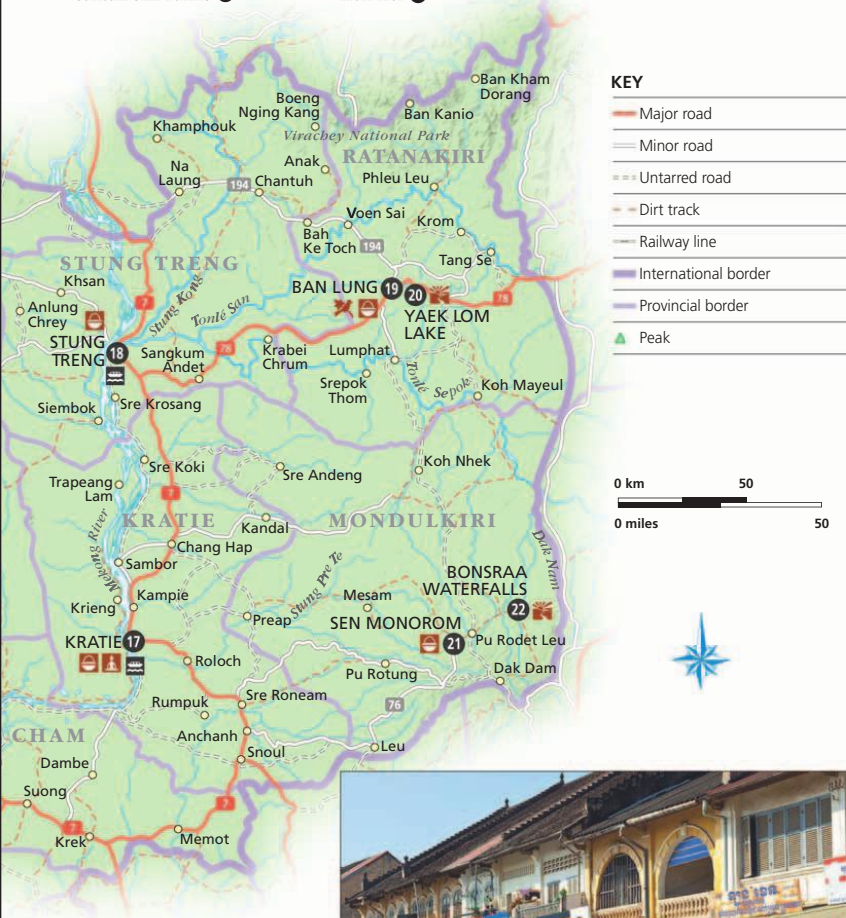 Ban Kham
Dorang
Boeng
Nging Kang
Ban Kanio
Khamphouk
Virachey National Park
RATANAKIRI
Na
Laung
Anak
194
Chantuh
Phleu Leu
Voen Sai
Krom
Bah
Ke Toch
194
Tang Se
STUNG TRENG
Khsan
Stung Kong
Tonlé San
BAN LUNG 19
20
78
YAEK LOM
LAKE
7
Anlung
Chrey
STUNG
TRENG 18
Sangkum
Andet
78
Krabei
Chrum
Lumphat
Srepok
Thom
Tonlé Sepok
Koh Mayeul
Siembok
Sre Krosang
Sre Koki
Sre Andeng
Koh Nhek
Trapeang
Lam
7
KRATIE
Kandal
MONDULKIRI
Mekong River
Chang Hap
Sambor
Dak Nam
Stung Pre Te
BONSRAA
WATERFALLS
22
Krieng
Kampie
Mesam
Preap
SEN MONOROM
21
Pu Rodet Leu
KRATIE 17
Roloch
Pu Rotung
Dak Dam
Rumpuk
Sre Roneam
76
CHAM
Anchanh
Snoul
Leu
Dambe
Suong
7
7
Krek
Memot
KEY
Major road
Minor road
Untarred road
Dirt track
Railway line
International border
Provincial border
Peak
0 km 50
0 miles 50